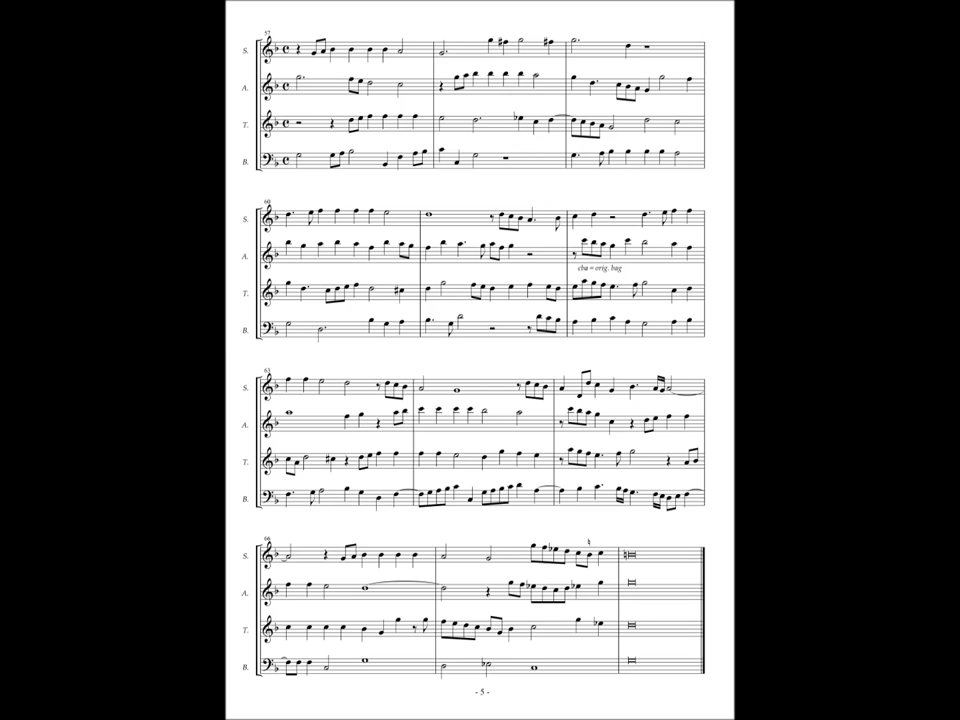 57
S.
A.
T.
B.
60
S.
A.
cba = orig. bag
T.
B.
63
S.
A.
T.
B.
66
S.
A.
T.
B.
- 5 -